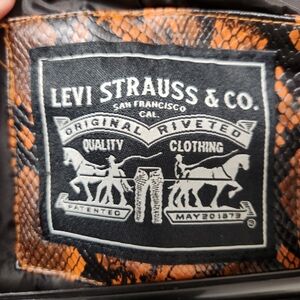 LEVI STRAUSS & CO.
SAN FRANCISCO
CAL.
ORIGINAL RIVETED
QUALITY CLOTHING
PATENTED MAY 20 1873